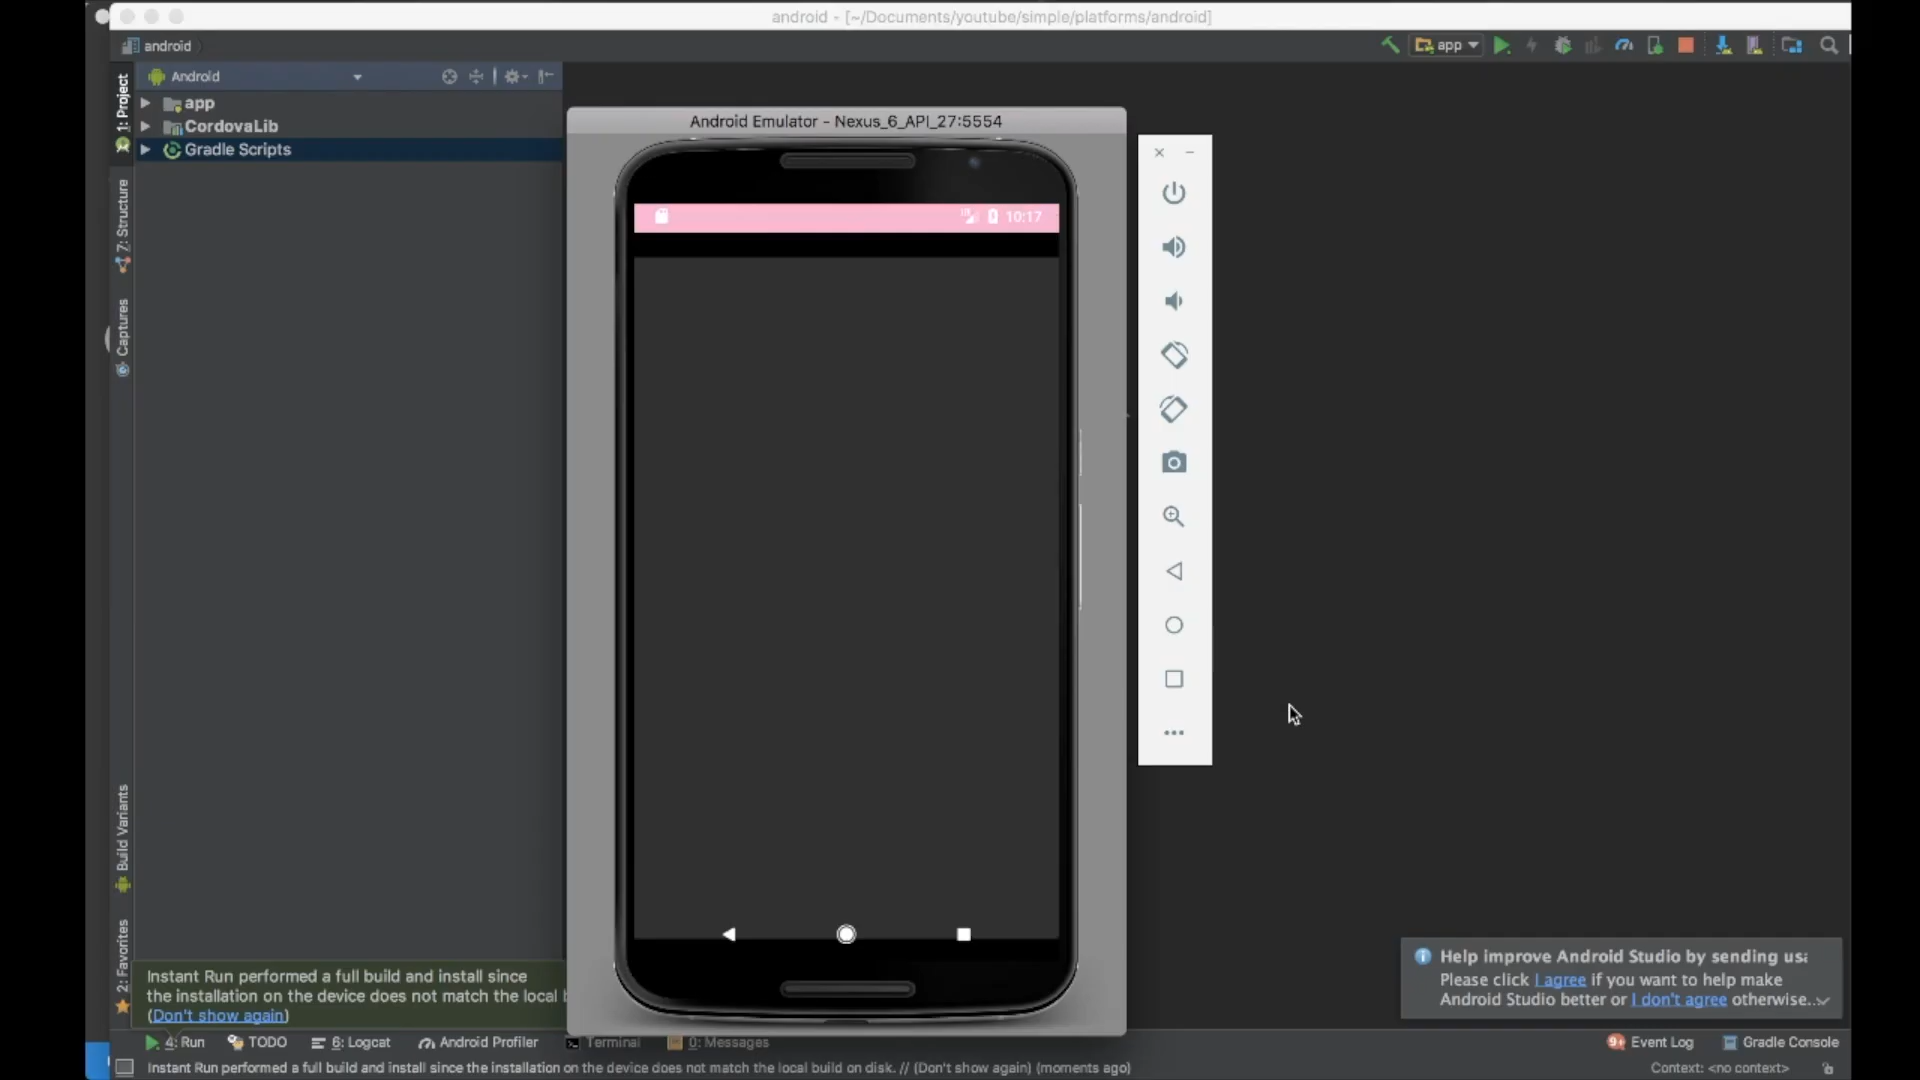 android - [~/Documents/youtube/simple/platforms/android]
android
app
Android
1: Project
app
CordovaLib
Gradle Scripts
7: Structure
Captures
Build Variants
2: Favorites
Android Emulator - Nexus_6_API_27:5554
10:17
Instant Run performed a full build and install since
the installation on the device does not match the local
(Don't show again)
Help improve Android Studio by sending
Please click I agree if you want to help make
Android Studio better or I don't agree otherwise...
4: Run
TODO
6: Logcat
Android Profiler
Terminal
0: Messages
9+
Event Log
Gradle Console
Instant Run performed a full build and install since the installation on the device does not match the local build on disk. // (Don't show again) (moments ago)
Context: <no context>